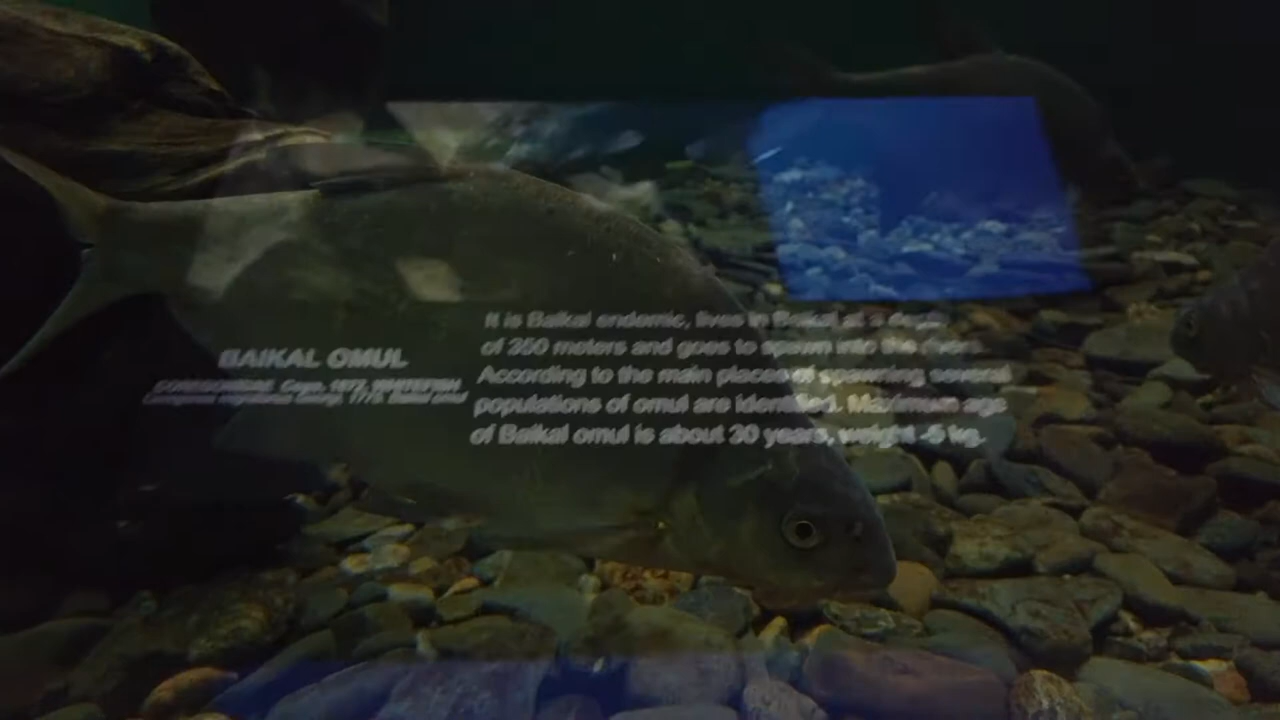 BAIKAL OMUL
It is Baikal endemic, lives in Baikal at a depth
of 350 meters and goes to spawn into the rivers.
According to the main places of spawning several
populations of omul are identified. Maximum age
of Baikal omul is about 30 years, weight -5 kg.